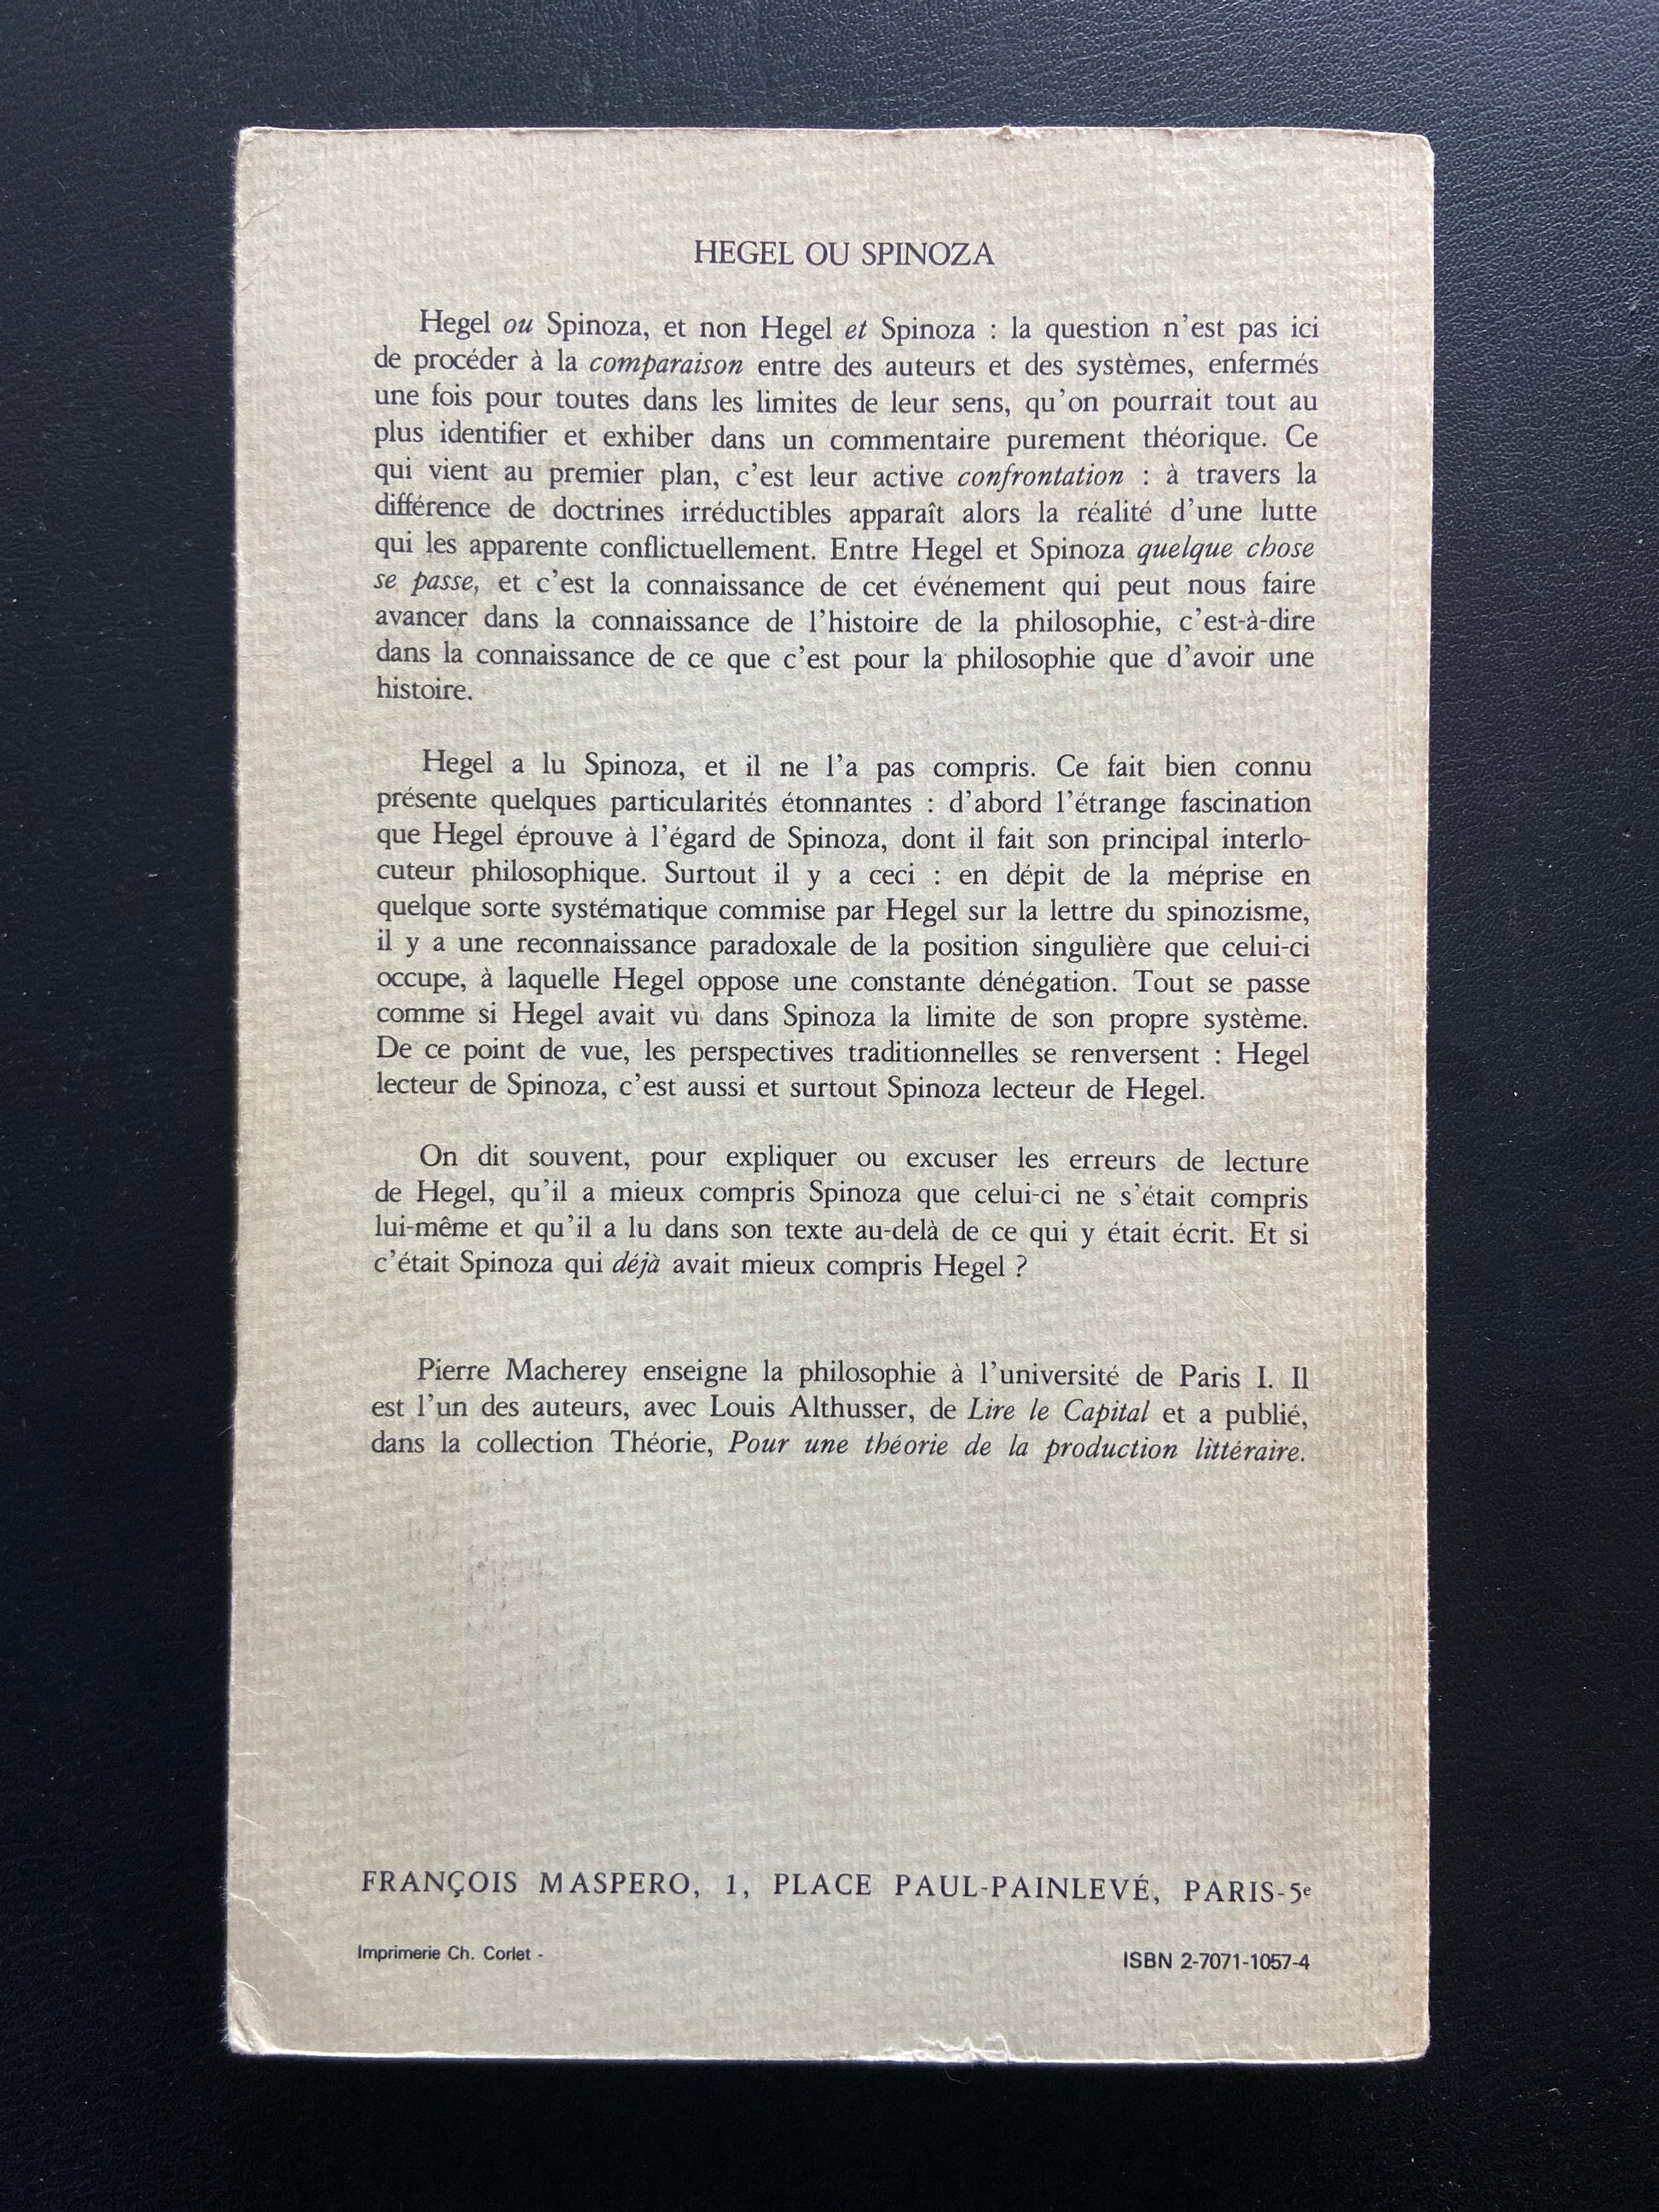 HEGEL OU SPINOZA
Hegel ou Spinoza, et non Hegel et Spinoza : la question n'est pas ici
de procéder à la comparaison entre des auteurs et des systèmes, enfermés
une fois pour toutes dans les limites de leur sens, qu'on pourrait tout au
plus identifier et exhiber dans un commentaire purement théorique. Ce
qui vient au premier plan, c'est leur active confrontation : à travers la
différence de doctrines irréductibles apparaît alors la réalité d'une lutte
qui les apparente conflictuellement. Entre Hegel et Spinoza quelque chose
se passe, et c'est la connaissance de cet événement qui peut nous faire
avancer dans la connaissance de l'histoire de la philosophie, c'est-à-dire
dans la connaissance de ce que c'est pour la philosophie que d'avoir une
histoire.
Hegel a lu Spinoza, et il ne l'a pas compris. Ce fait bien connu
présente quelques particularités étonnantes : d'abord l'étrange fascination
que Hegel éprouve à l'égard de Spinoza, dont il fait son principal interlo-
cuteur philosophique. Surtout il y a ceci : en dépit de la méprise en
quelque sorte systématique commise par Hegel sur la lettre du spinozisme,
il y a une reconnaissance paradoxale de la position singulière que celui-ci
occupe, à laquelle Hegel oppose une constante dénégation. Tout se passe
comme si Hegel avait vu dans Spinoza la limite de son propre système.
De ce point de vue, les perspectives traditionnelles se renversent : Hegel
lecteur de Spinoza, c'est aussi et surtout Spinoza lecteur de Hegel.
On dit souvent, pour expliquer ou excuser les erreurs de lecture
de Hegel, qu'il a mieux compris Spinoza que celui-ci ne s'était compris
lui-même et qu'il a lu dans son texte au-delà de ce qui y était écrit. Et si
c'était Spinoza qui déjà avait mieux compris Hegel ?
Pierre Macherey enseigne la philosophie à l'université de Paris I. Il
est l'un des auteurs, avec Louis Althusser, de Lire le Capital et a publié,
dans la collection Théorie, Pour une théorie de la production littéraire.
FRANÇOIS MASPERO, 1, PLACE PAUL-PAINLEVÉ, PARIS-5e
Imprimerie Ch. Corlet -
ISBN 2-7071-1057-4